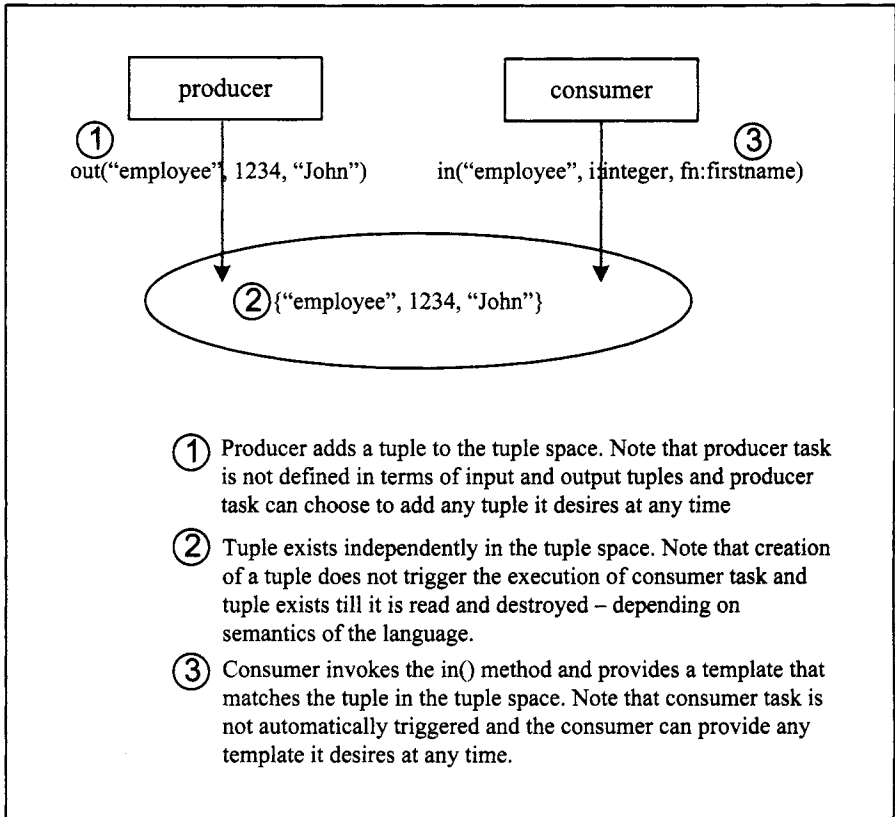 producer
consumer
1
3
out(“employee”, 1234, “John”)
in(“employee”, i:integer, fn:firstname)
2 {“employee”, 1234, “John”}
1 Producer adds a tuple to the tuple space. Note that producer task
is not defined in terms of input and output tuples and producer
task can choose to add any tuple it desires at any time
2 Tuple exists independently in the tuple space. Note that creation
of a tuple does not trigger the execution of consumer task and
tuple exists till it is read and destroyed – depending on
semantics of the language.
3 Consumer invokes the in() method and provides a template that
matches the tuple in the tuple space. Note that consumer task is
not automatically triggered and the consumer can provide any
template it desires at any time.